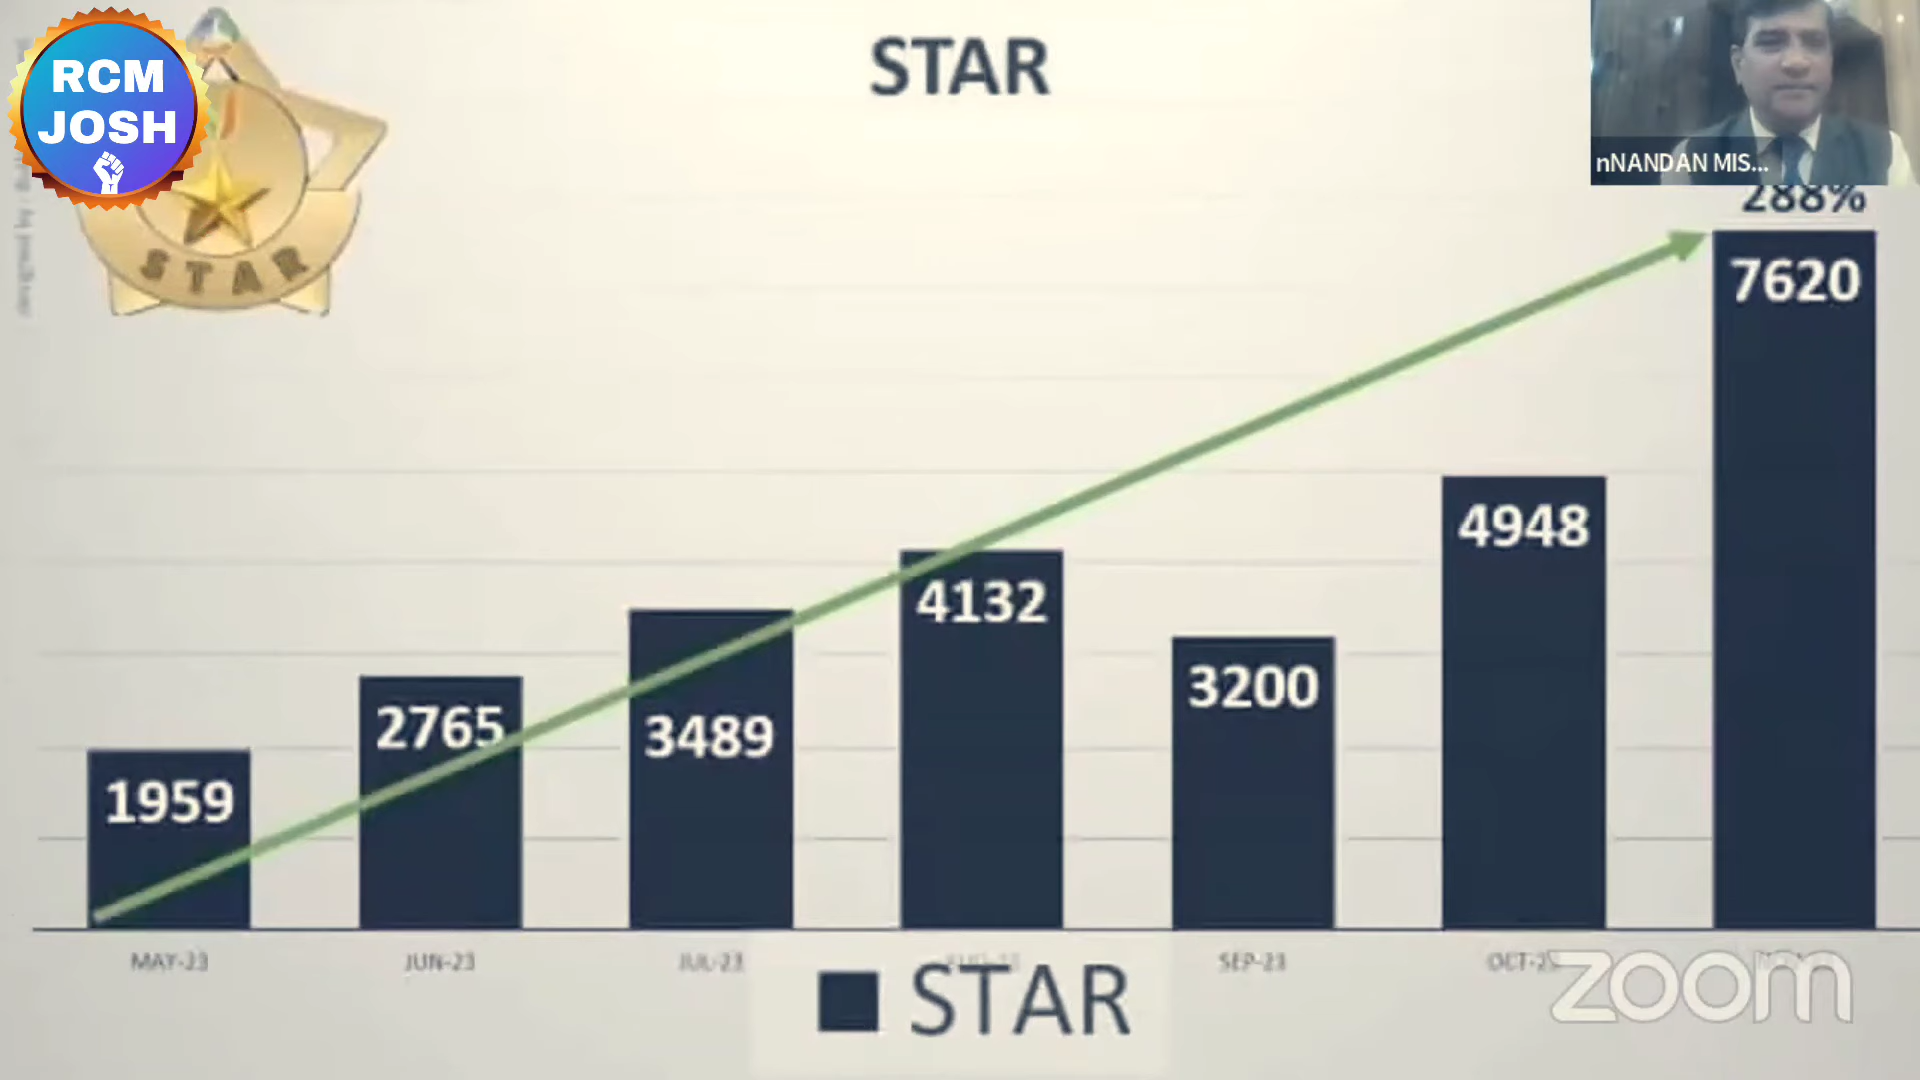 STAR
RCM
JOSH
STAR
nNANDAN MIS...
288%
7620
4948
4132
3200
3489
2765
1959
MAY-23
JUN-23
JUL-23
SEP-23
STAR
zoom